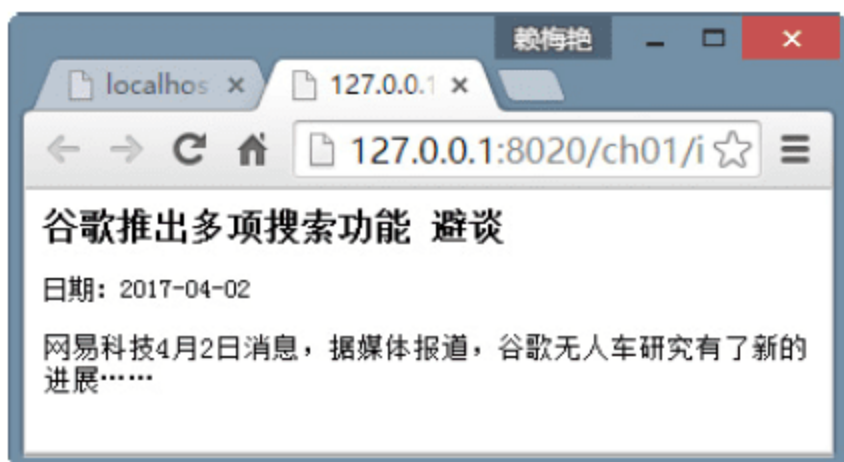 赖梅艳
localhos
127.0.0.1
127.0.0.1:8020/ch01/i
谷歌推出多项搜索功能 避谈
日期：2017-04-02
网易科技4月2日消息，据媒体报道，谷歌无人车研究有了新的
进展……